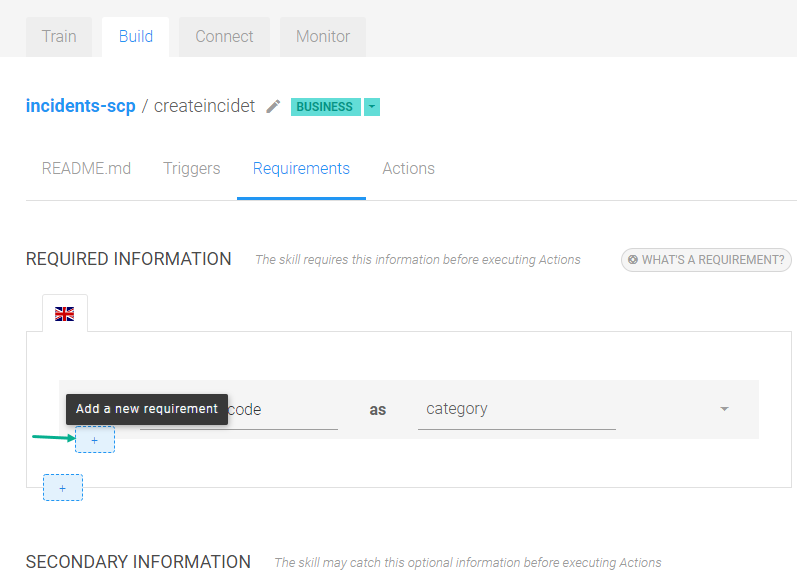 Train Build Connect Monitor
incidents-scp / createincidet BUSINESS
README.md Triggers Requirements Actions
REQUIRED INFORMATION The skill requires this information before executing Actions WHAT'S A REQUIREMENT?
Add a new requirement code as category
+
+
SECONDARY INFORMATION The skill may catch this optional information before executing Actions